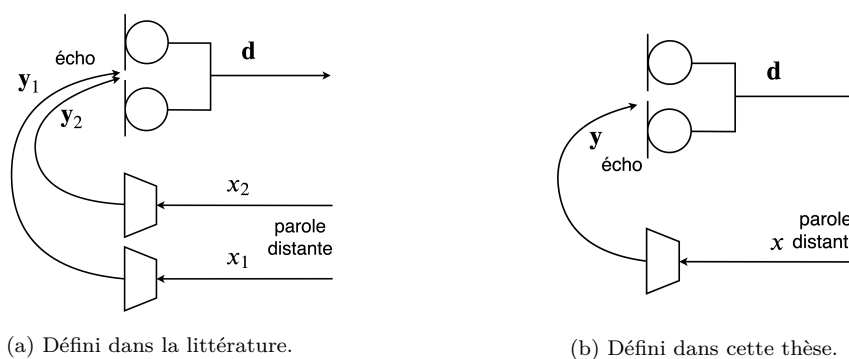 écho
d
y1
y2
x2
parole
distante
x1
(a) Défini dans la littérature.
d
y
écho
parole
x distant
(b) Défini dans cette thèse.